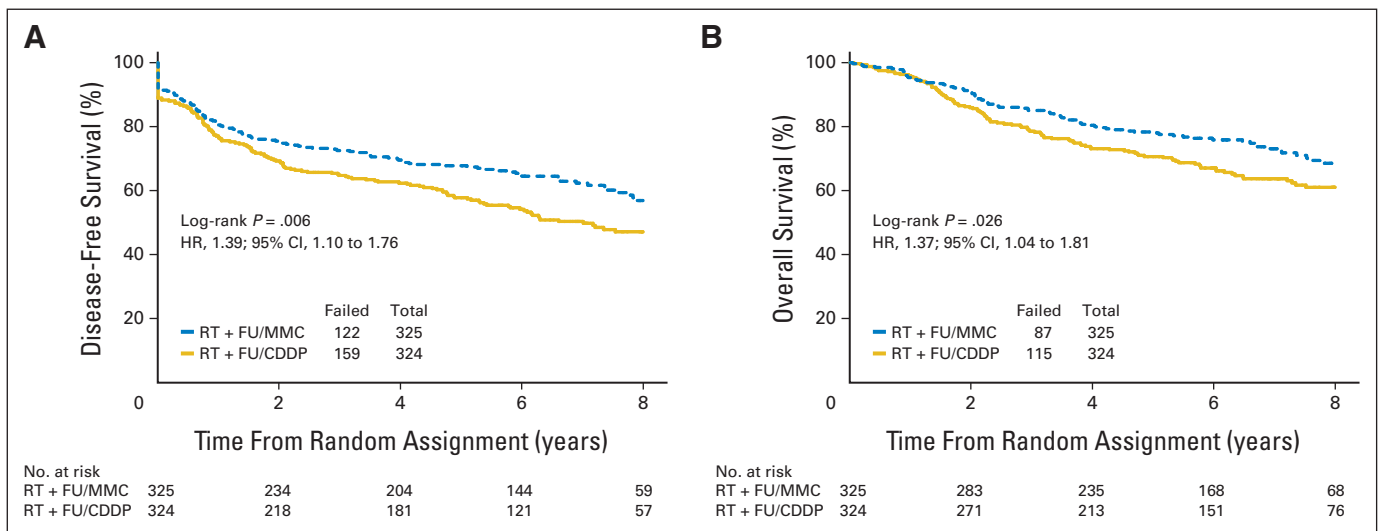 A
Disease-Free Survival (%)
100
80
60
40
20
0
2
4
6
8
Log-rank P = .006
HR, 1.39; 95% CI, 1.10 to 1.76
Failed Total
RT + FU/MMC 122 325
RT + FU/CDDP 159 324
Time From Random Assignment (years)
No. at risk
RT + FU/MMC 325 234 204 144 59
RT + FU/CDDP 324 218 181 121 57
B
Overall Survival (%)
100
80
60
40
20
0
2
4
6
8
Log-rank P = .026
HR, 1.37; 95% CI, 1.04 to 1.81
Failed Total
RT + FU/MMC 87 325
RT + FU/CDDP 115 324
Time From Random Assignment (years)
No. at risk
RT + FU/MMC 325 283 235 168 68
RT + FU/CDDP 324 271 213 151 76